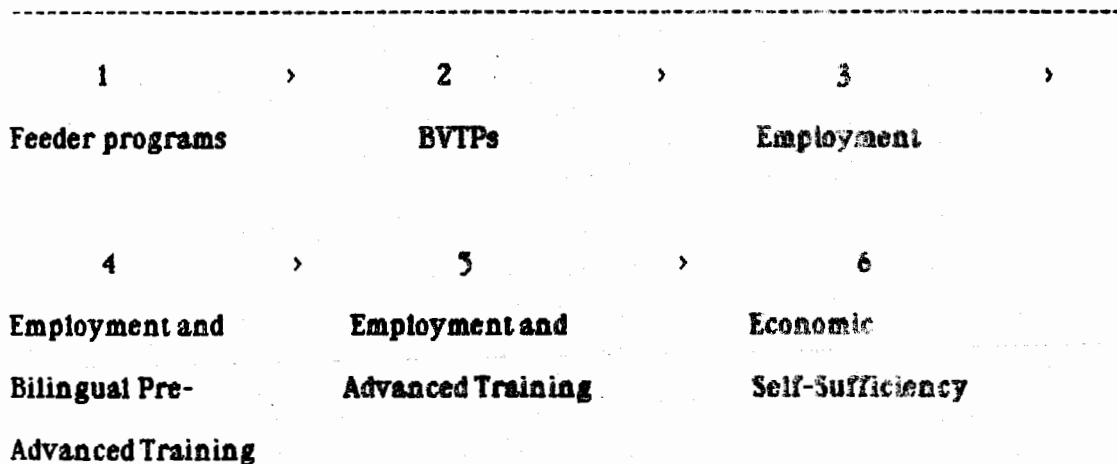 1 > 2 > 3 >
Feeder programs BVTPs Employment
4 > 5 > 6
Employment and Employment and Economic
Bilingual Pre- Advanced Training Self-Sufficiency
Advanced Training